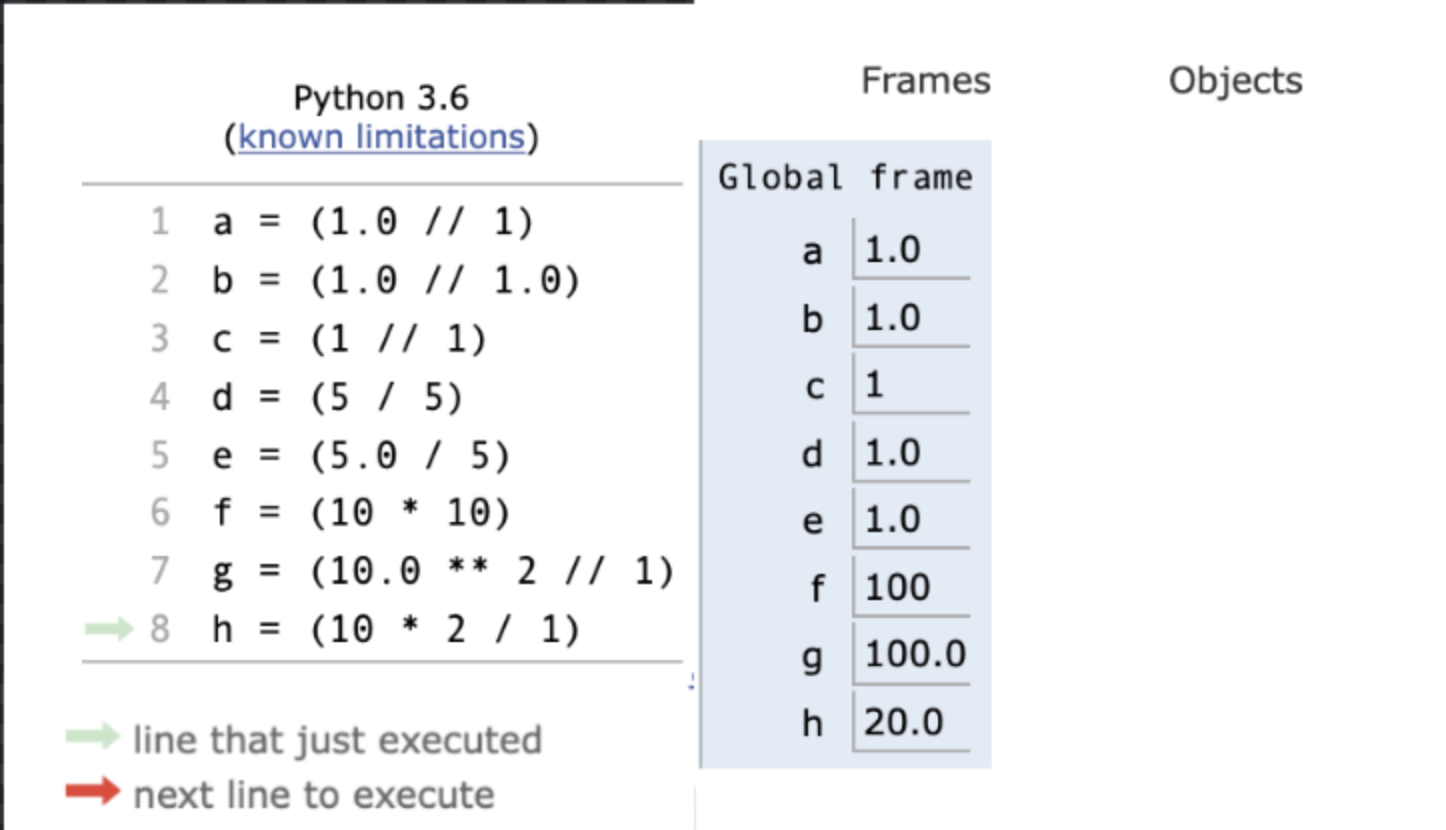 Python 3.6
(known limitations)
1 a = (1.0 // 1)
2 b = (1.0 // 1.0)
3 c = (1 // 1)
4 d = (5 / 5)
5 e = (5.0 / 5)
6 f = (10 * 10)
7 g = (10.0 ** 2 // 1)
8 h = (10 * 2 / 1)
line that just executed
next line to execute
Frames
Objects
Global frame
a 1.0
b 1.0
c 1
d 1.0
e 1.0
f 100
g 100.0
h 20.0